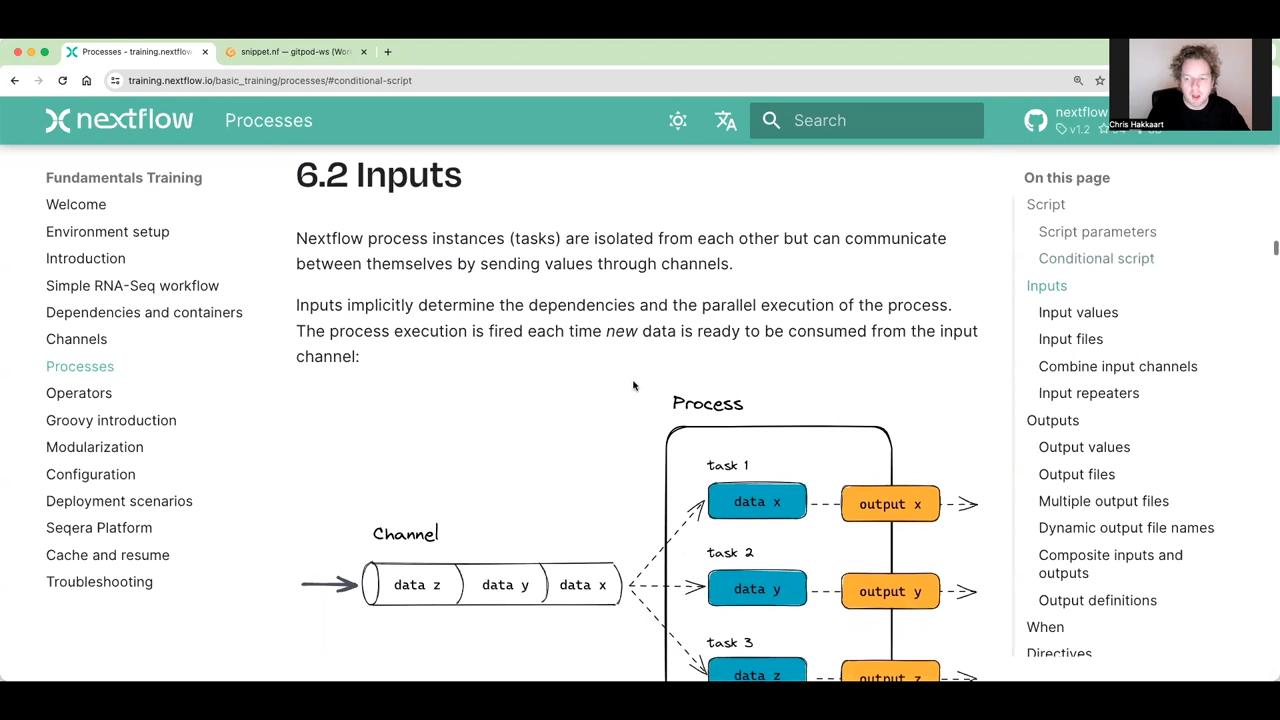 Processes - training.nextflow
snippet.nf — gitpod-ws (Wor
training.nextflow.io/basic_training/processes/#conditional-script
Chris Hakkaart
nextflow
Processes
Search
nextflow
v1.2
6.2 Inputs
Fundamentals Training
Welcome
Environment setup
Introduction
Simple RNA-Seq workflow
Dependencies and containers
Channels
Processes
Operators
Groovy introduction
Modularization
Configuration
Deployment scenarios
Seqera Platform
Cache and resume
Troubleshooting
Nextflow process instances (tasks) are isolated from each other but can communicate
between themselves by sending values through channels.
Inputs implicitly determine the dependencies and the parallel execution of the process.
The process execution is fired each time new data is ready to be consumed from the input
channel:
Process
Channel
data z
data y
data x
task 1
data x
output x
task 2
data y
output y
task 3
data z
output z
On this page
Script
Script parameters
Conditional script
Inputs
Input values
Input files
Combine input channels
Input repeaters
Outputs
Output values
Output files
Multiple output files
Dynamic output file names
Composite inputs and
outputs
Output definitions
When
Directives